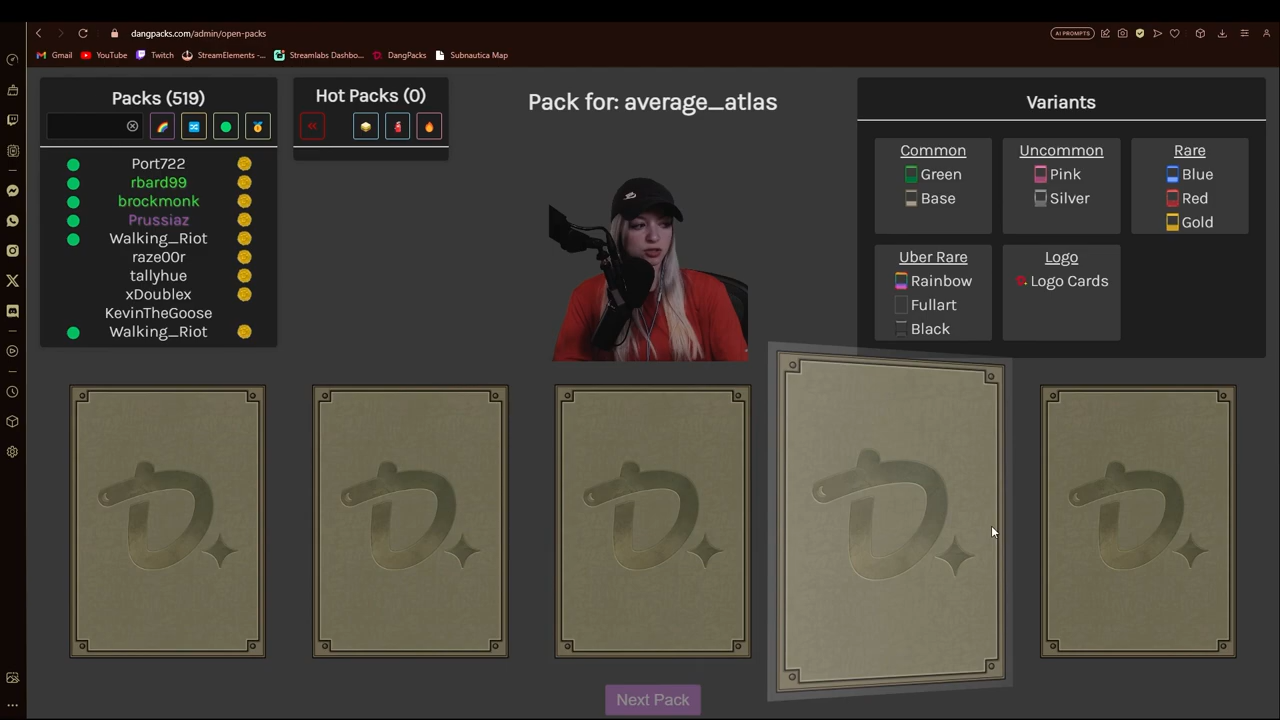 dangpacks.com/admin/open-packs
AI PROMPTS
Gmail YouTube Twitch StreamElements -... Streamlabs Dashbo... DangPacks Subnautica Map
Packs (519)
Port722
rbard99
brockmonk
Prussiaz
Walking_Riot
raze00r
tallyhue
xDoublex
KevinTheGoose
Walking_Riot
Hot Packs (0)
Pack for: average_atlas
Variants
Common
Green
Base
Uncommon
Pink
Silver
Rare
Blue
Red
Gold
Uber Rare
Rainbow
Fullart
Black
Logo
Logo Cards
Next Pack